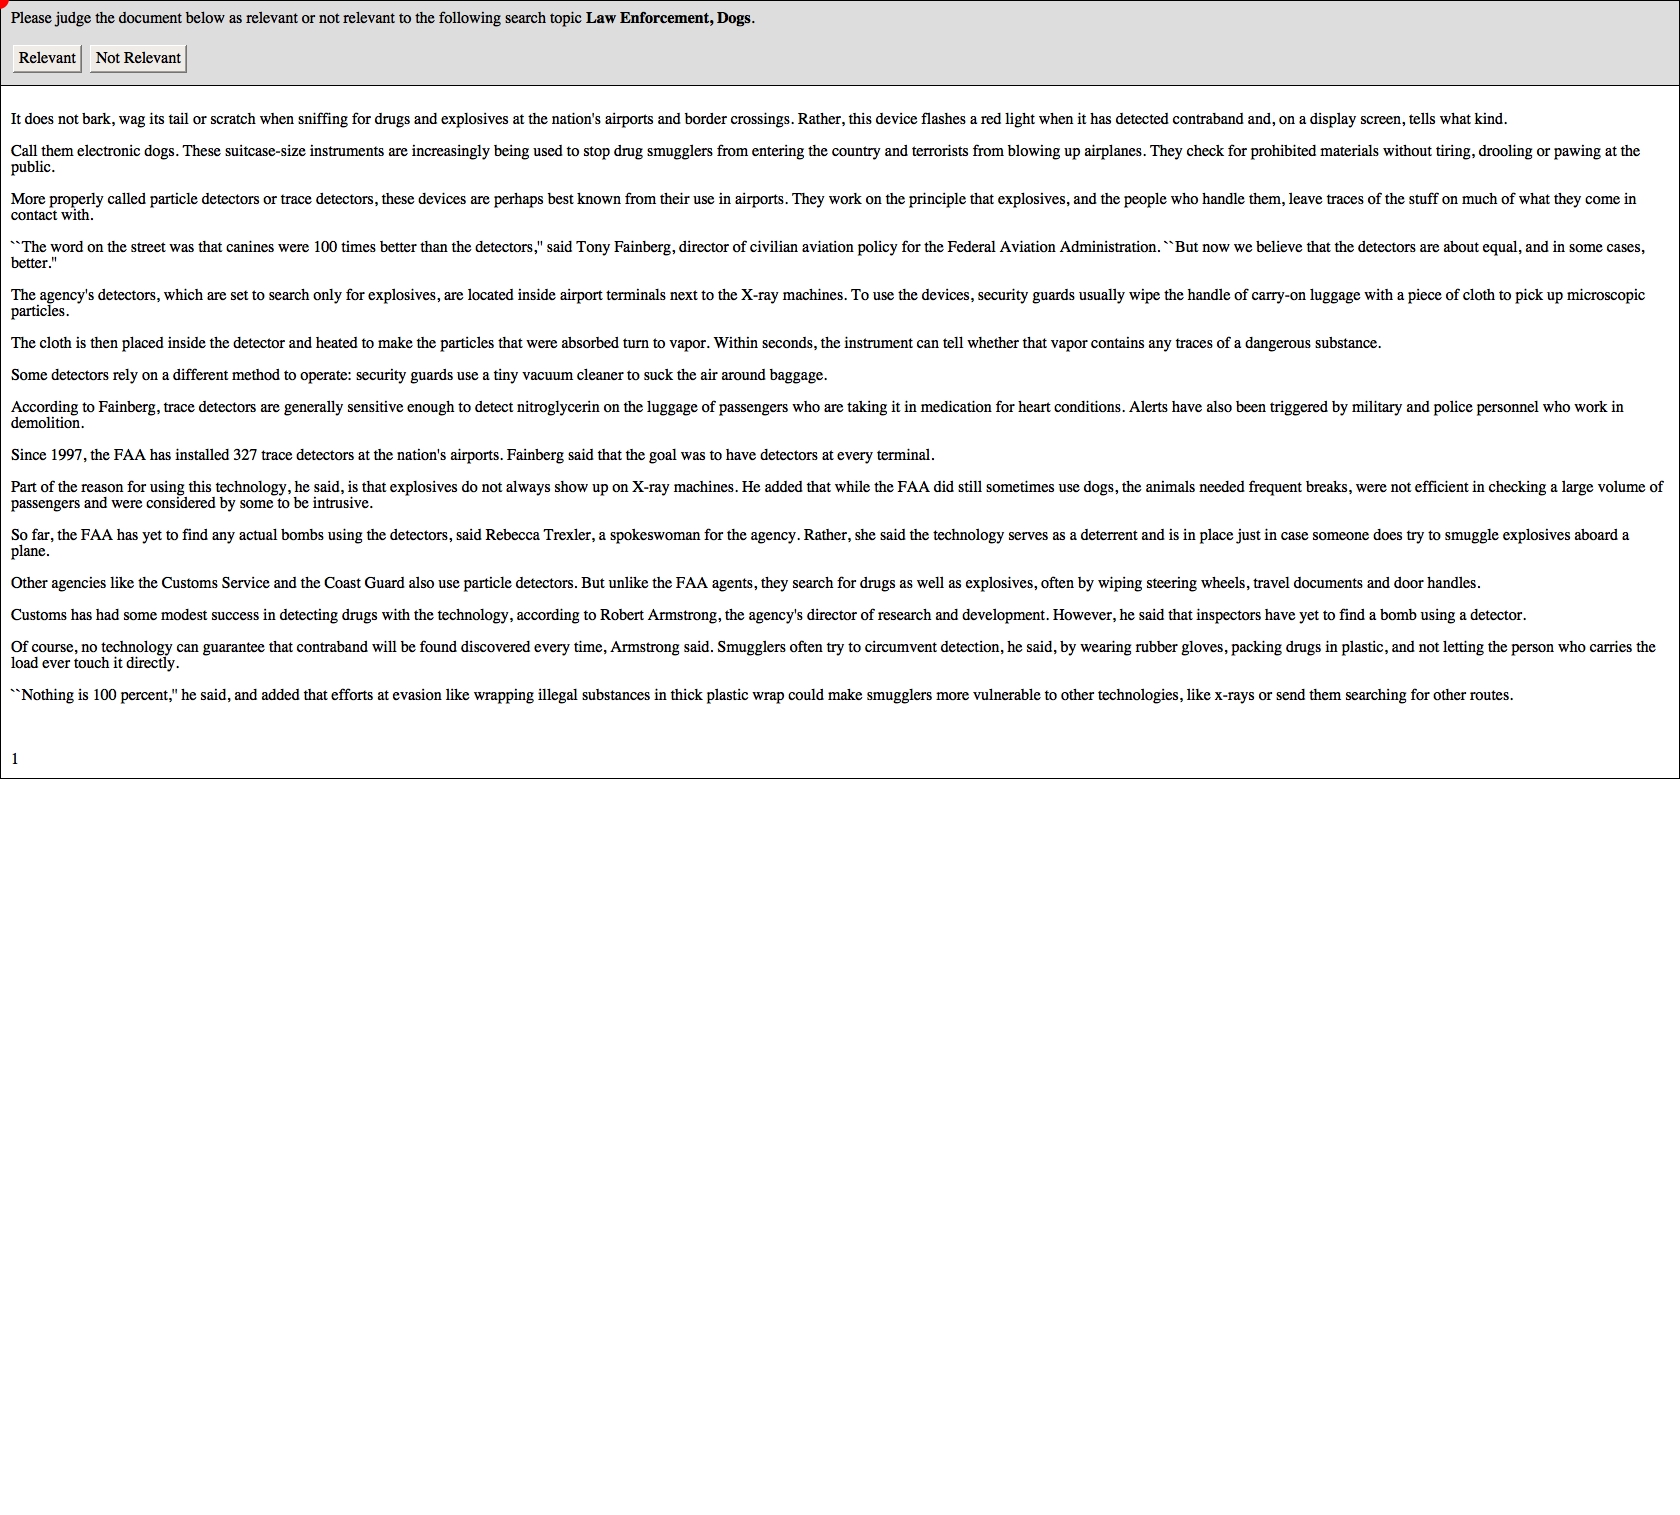 Please judge the document below as relevant or not relevant to the following search topic Law Enforcement, Dogs.
Relevant Not Relevant
It does not bark, wag its tail or scratch when sniffing for drugs and explosives at the nation's airports and border crossings. Rather, this device flashes a red light when it has detected contraband and, on a display screen, tells what kind.
Call them electronic dogs. These suitcase-size instruments are increasingly being used to stop drug smugglers from entering the country and terrorists from blowing up airplanes. They check for prohibited materials without tiring, drooling or pawing at the
public.
More properly called particle detectors or trace detectors, these devices are perhaps best known from their use in airports. They work on the principle that explosives, and the people who handle them, leave traces of the stuff on much of what they come in
contact with.
``The word on the street was that canines were 100 times better than the detectors,'' said Tony Fainberg, director of civilian aviation policy for the Federal Aviation Administration. ``But now we believe that the detectors are about equal, and in some cases,
better.''
The agency's detectors, which are set to search only for explosives, are located inside airport terminals next to the X-ray machines. To use the devices, security guards usually wipe the handle of carry-on luggage with a piece of cloth to pick up microscopic
particles.
The cloth is then placed inside the detector and heated to make the particles that were absorbed turn to vapor. Within seconds, the instrument can tell whether that vapor contains any traces of a dangerous substance.
Some detectors rely on a different method to operate: security guards use a tiny vacuum cleaner to suck the air around baggage.
According to Fainberg, trace detectors are generally sensitive enough to detect nitroglycerin on the luggage of passengers who are taking it in medication for heart conditions. Alerts have also been triggered by military and police personnel who work in
demolition.
Since 1997, the FAA has installed 327 trace detectors at the nation's airports. Fainberg said that the goal was to have detectors at every terminal.
Part of the reason for using this technology, he said, is that explosives do not always show up on X-ray machines. He added that while the FAA did still sometimes use dogs, the animals needed frequent breaks, were not efficient in checking a large volume of
passengers and were considered by some to be intrusive.
So far, the FAA has yet to find any actual bombs using the detectors, said Rebecca Trexler, a spokeswoman for the agency. Rather, she said the technology serves as a deterrent and is in place just in case someone does try to smuggle explosives aboard a
plane.
Other agencies like the Customs Service and the Coast Guard also use particle detectors. But unlike the FAA agents, they search for drugs as well as explosives, often by wiping steering wheels, travel documents and door handles.
Customs has had some modest success in detecting drugs with the technology, according to Robert Armstrong, the agency's director of research and development. However, he said that inspectors have yet to find a bomb using a detector.
Of course, no technology can guarantee that contraband will be found discovered every time, Armstrong said. Smugglers often try to circumvent detection, he said, by wearing rubber gloves, packing drugs in plastic, and not letting the person who carries the
load ever touch it directly.
``Nothing is 100 percent,'' he said, and added that efforts at evasion like wrapping illegal substances in thick plastic wrap could make smugglers more vulnerable to other technologies, like x-rays or send them searching for other routes.
1